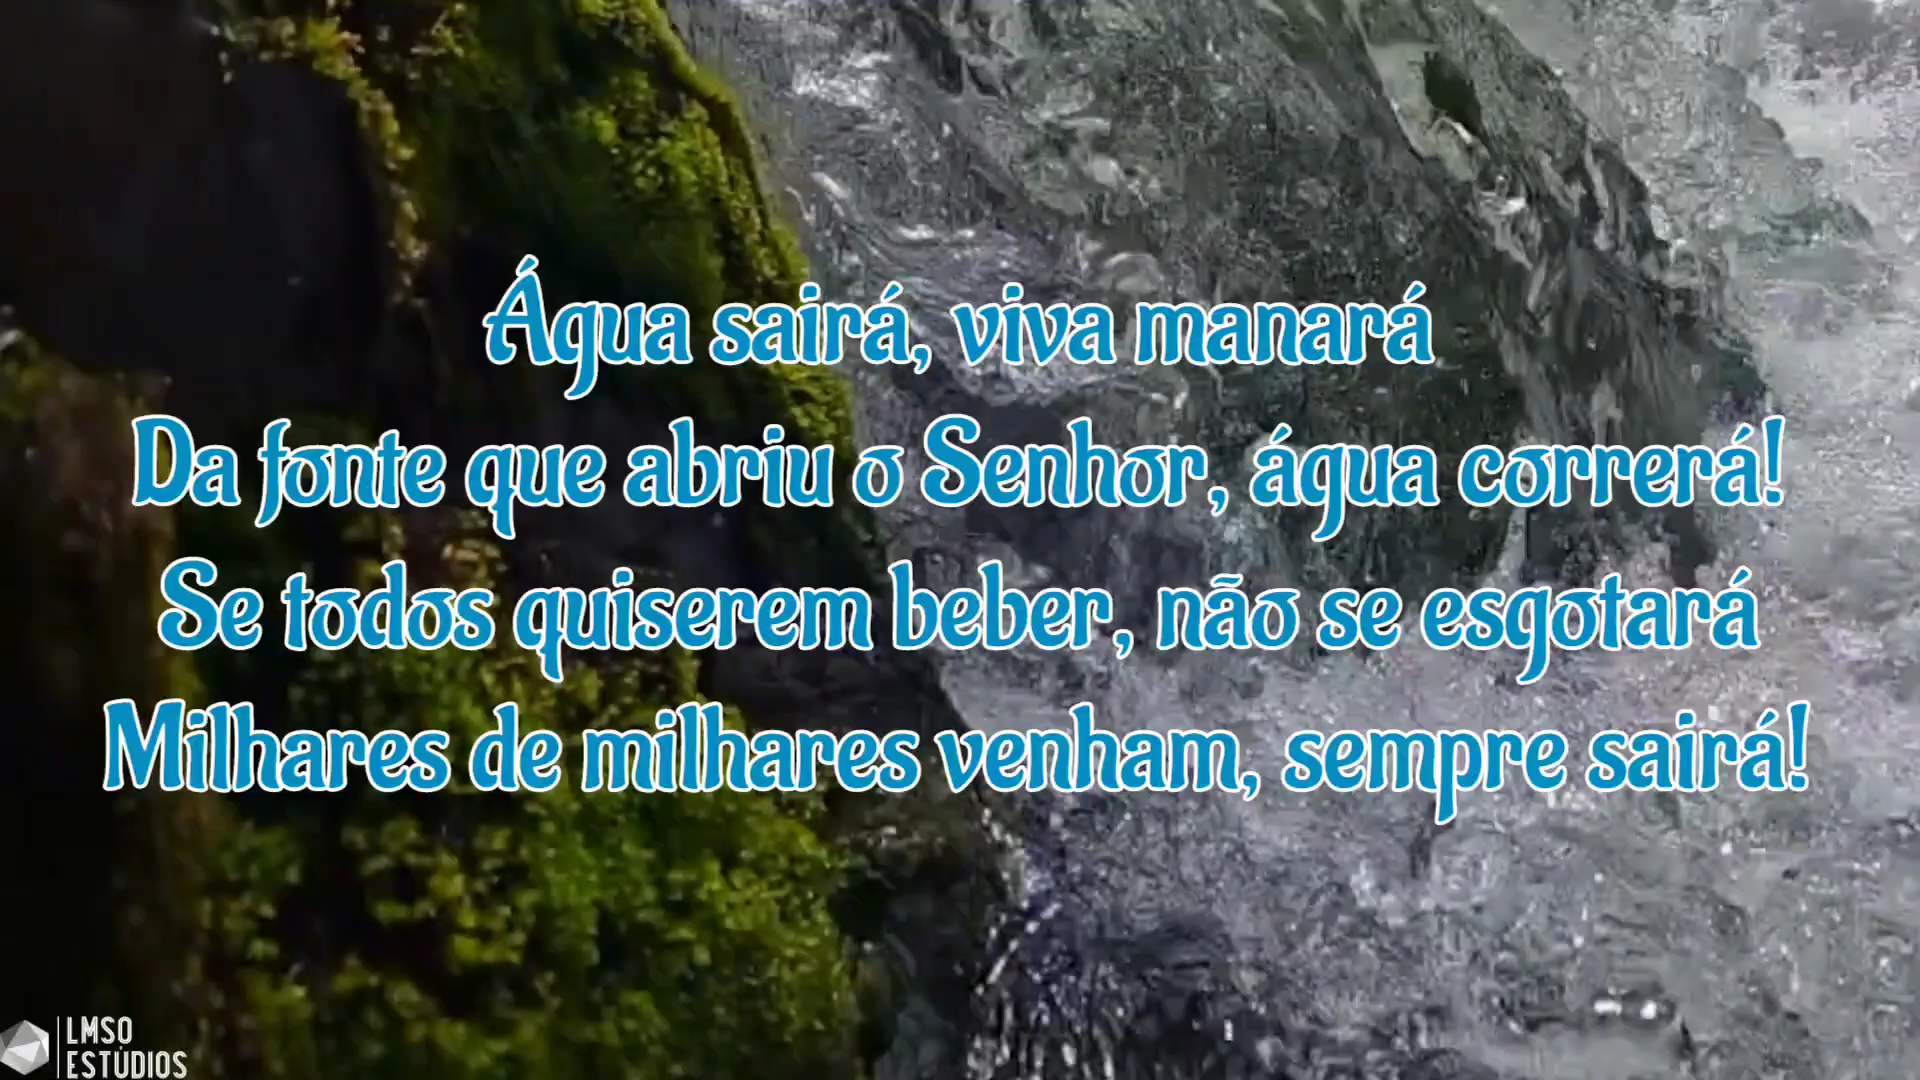 Água sairá, viva manará
Da fonte que abriu o Senhor, água correrá!
Se todos quiserem beber, não se esgotará
Milhares de milhares venham, sempre sairá!
LMSO
ESTÚDIOS